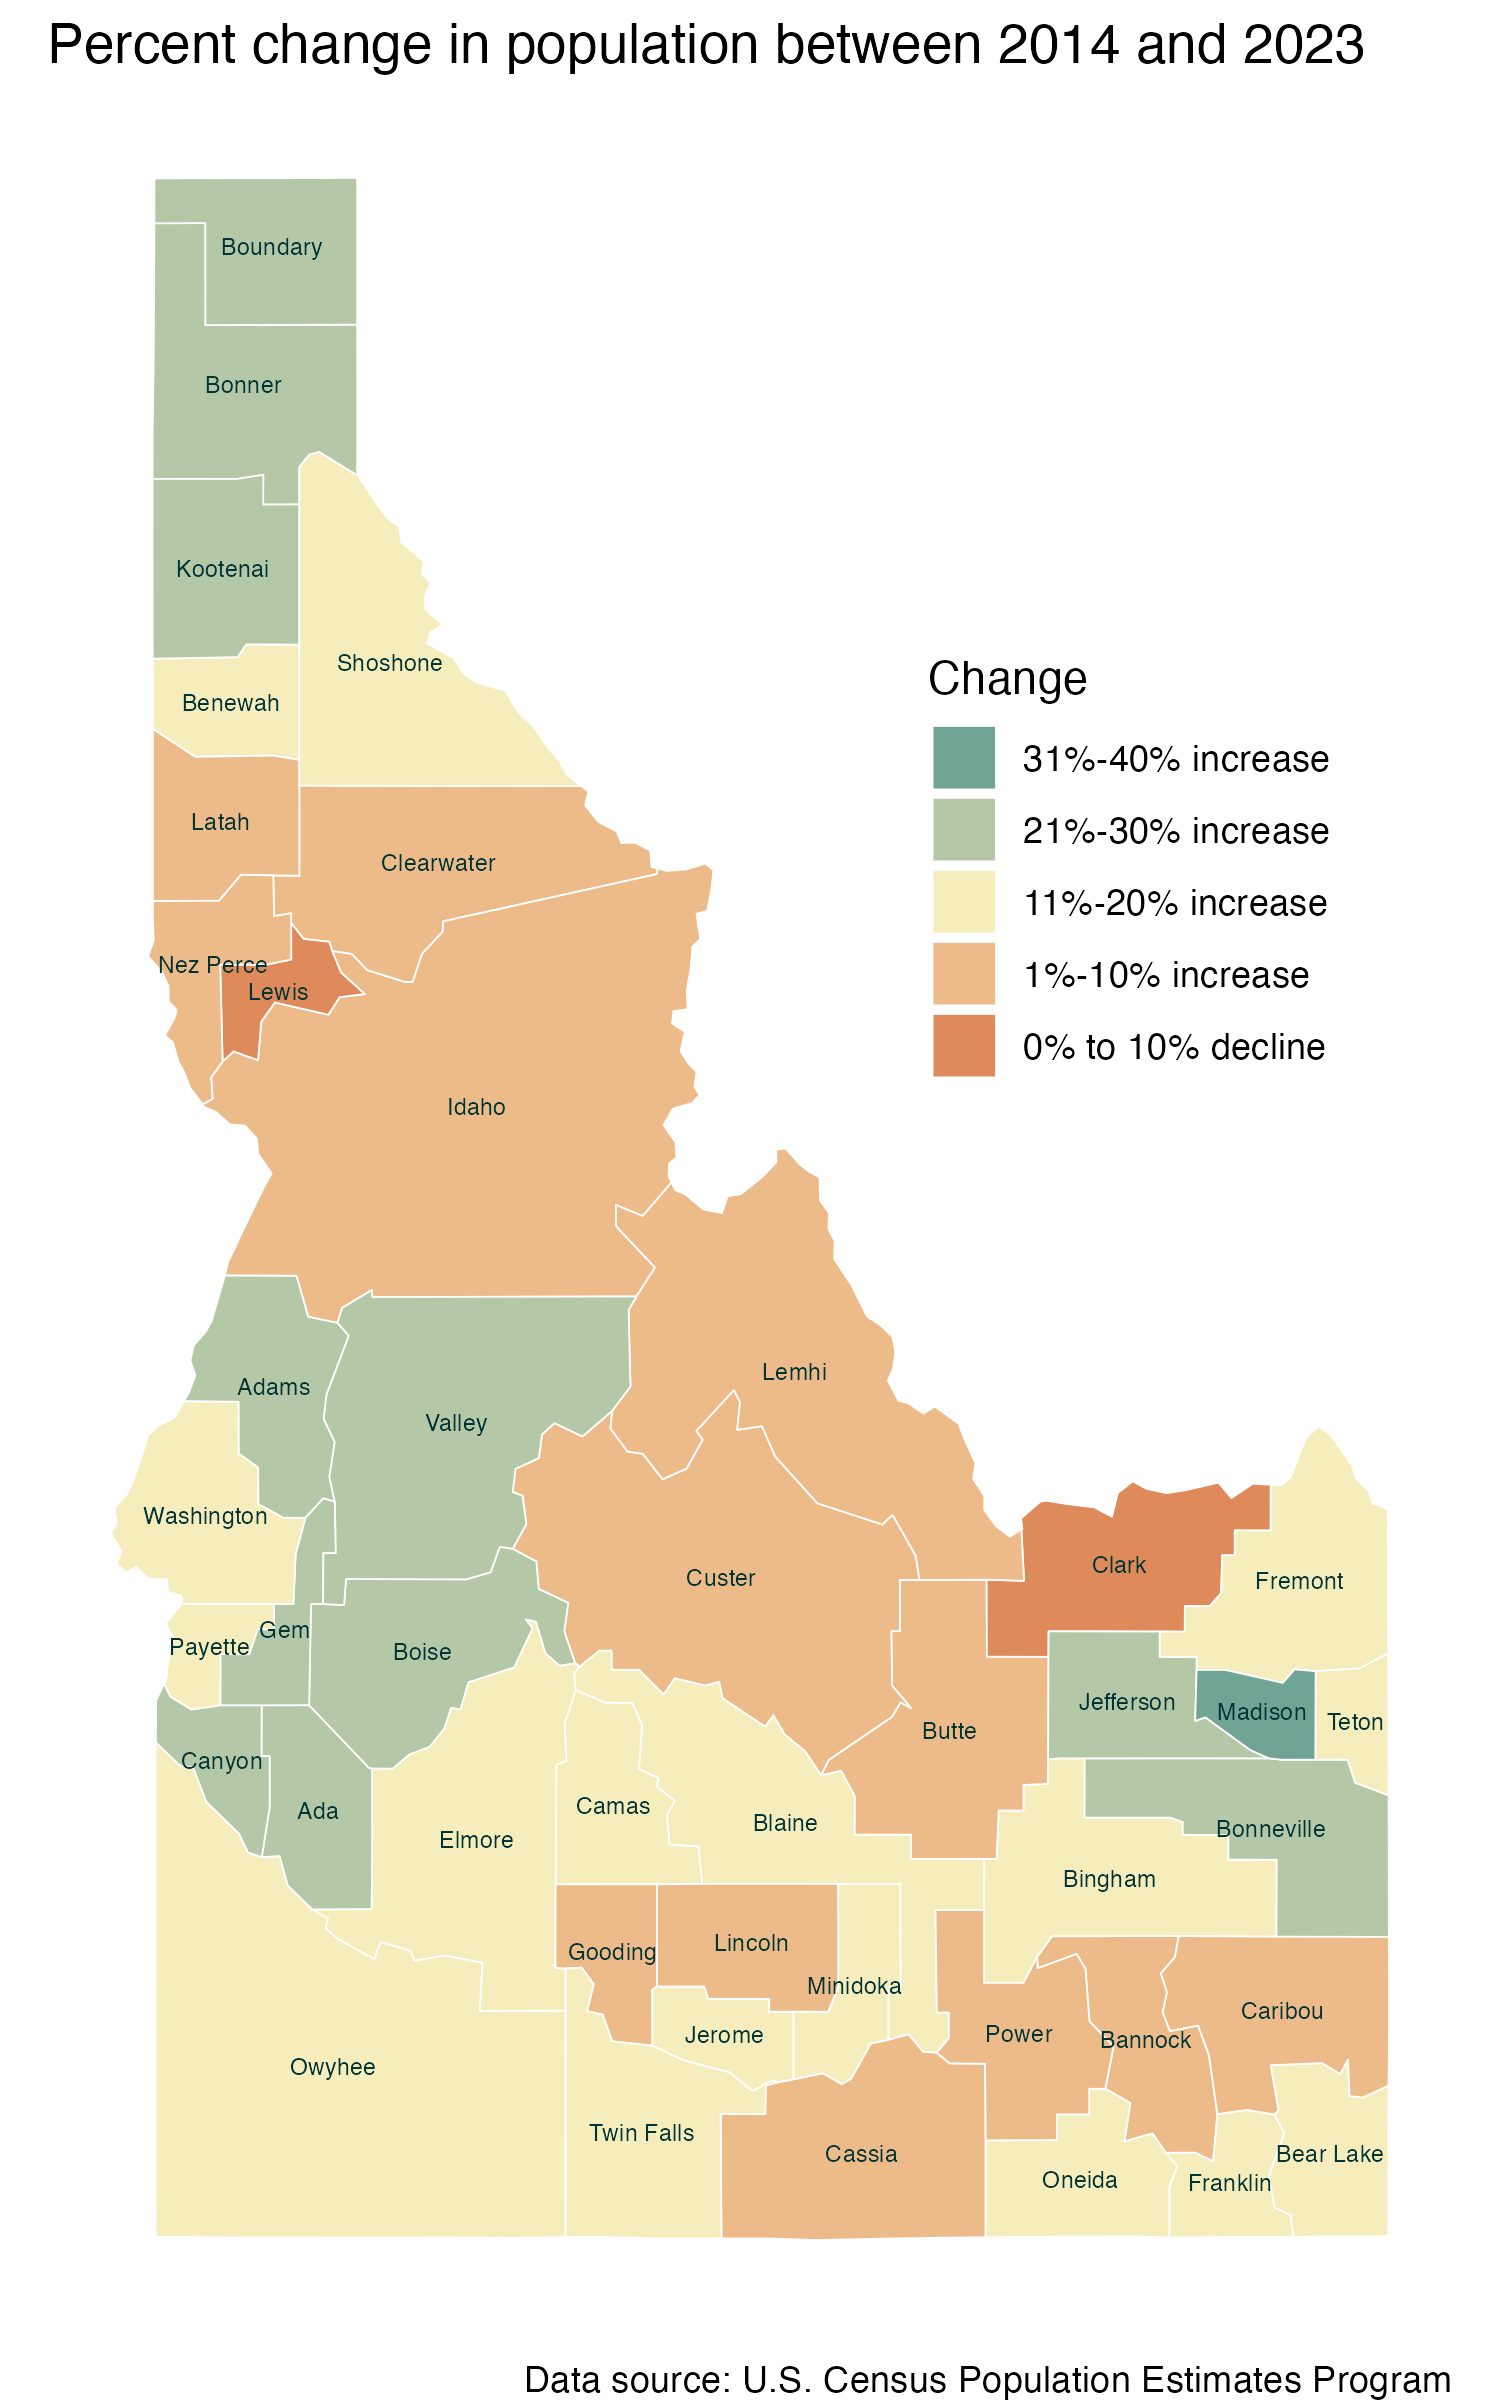 Percent change in population between 2014 and 2023
Boundary
Bonner
Kootenai
Shoshone
Benewah
Change
31%-40% increase
21%-30% increase
11%-20% increase
1%-10% increase
0% to 10% decline
Latah
Clearwater
Nez Perce
Lewis
Idaho
Lemhi
Adams
Valley
Washington
Clark
Custer
Fremont
Gem
Payette
Boise
Jefferson
Madison
Teton
Butte
Canyon
Camas
Ada
Blaine
Bonneville
Elmore
Bingham
Lincoln
Gooding
Minidoka
Caribou
Power
Jerome
Bannock
Owyhee
Twin Falls
Cassia
Bear Lake
Oneida
Franklin
Data source: U.S. Census Population Estimates Program